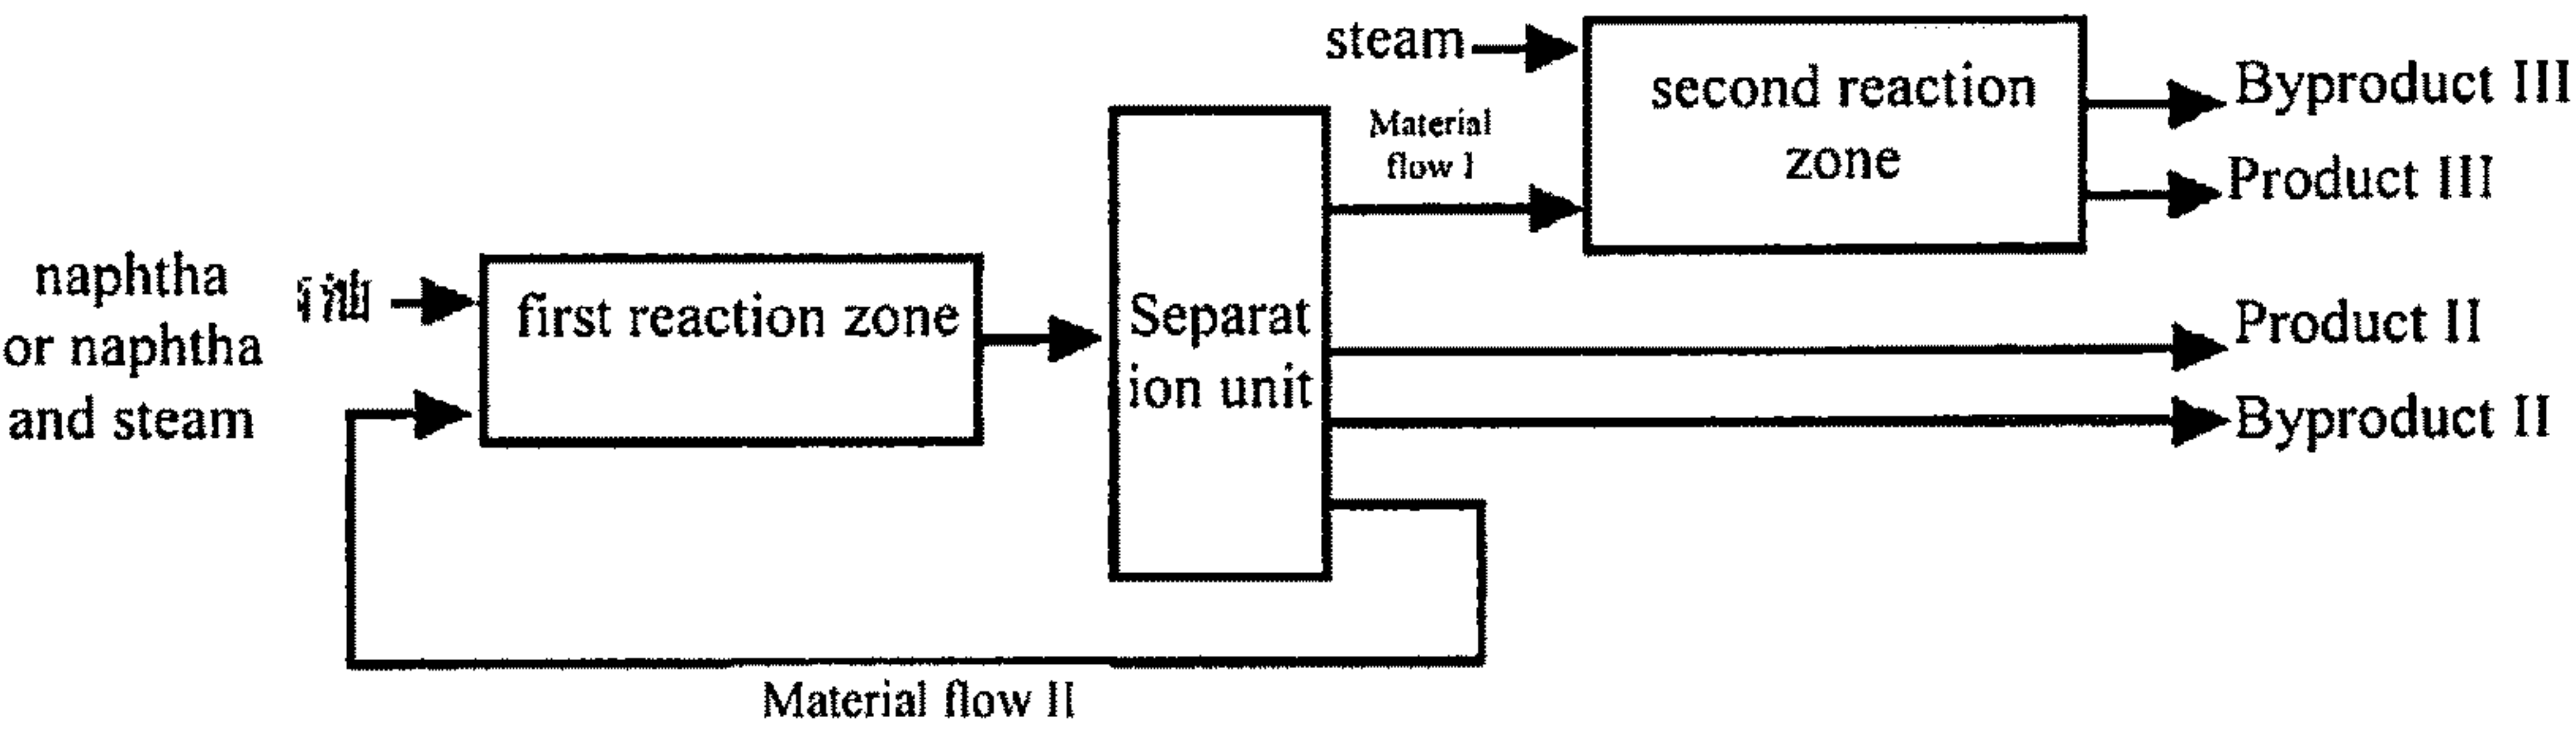 steam
second reaction
zone
Byproduct III
Product III
Material
flow I
naphtha
or naphtha
and steam
油
first reaction zone
Separat
ion unit
Product II
Byproduct II
Material flow II